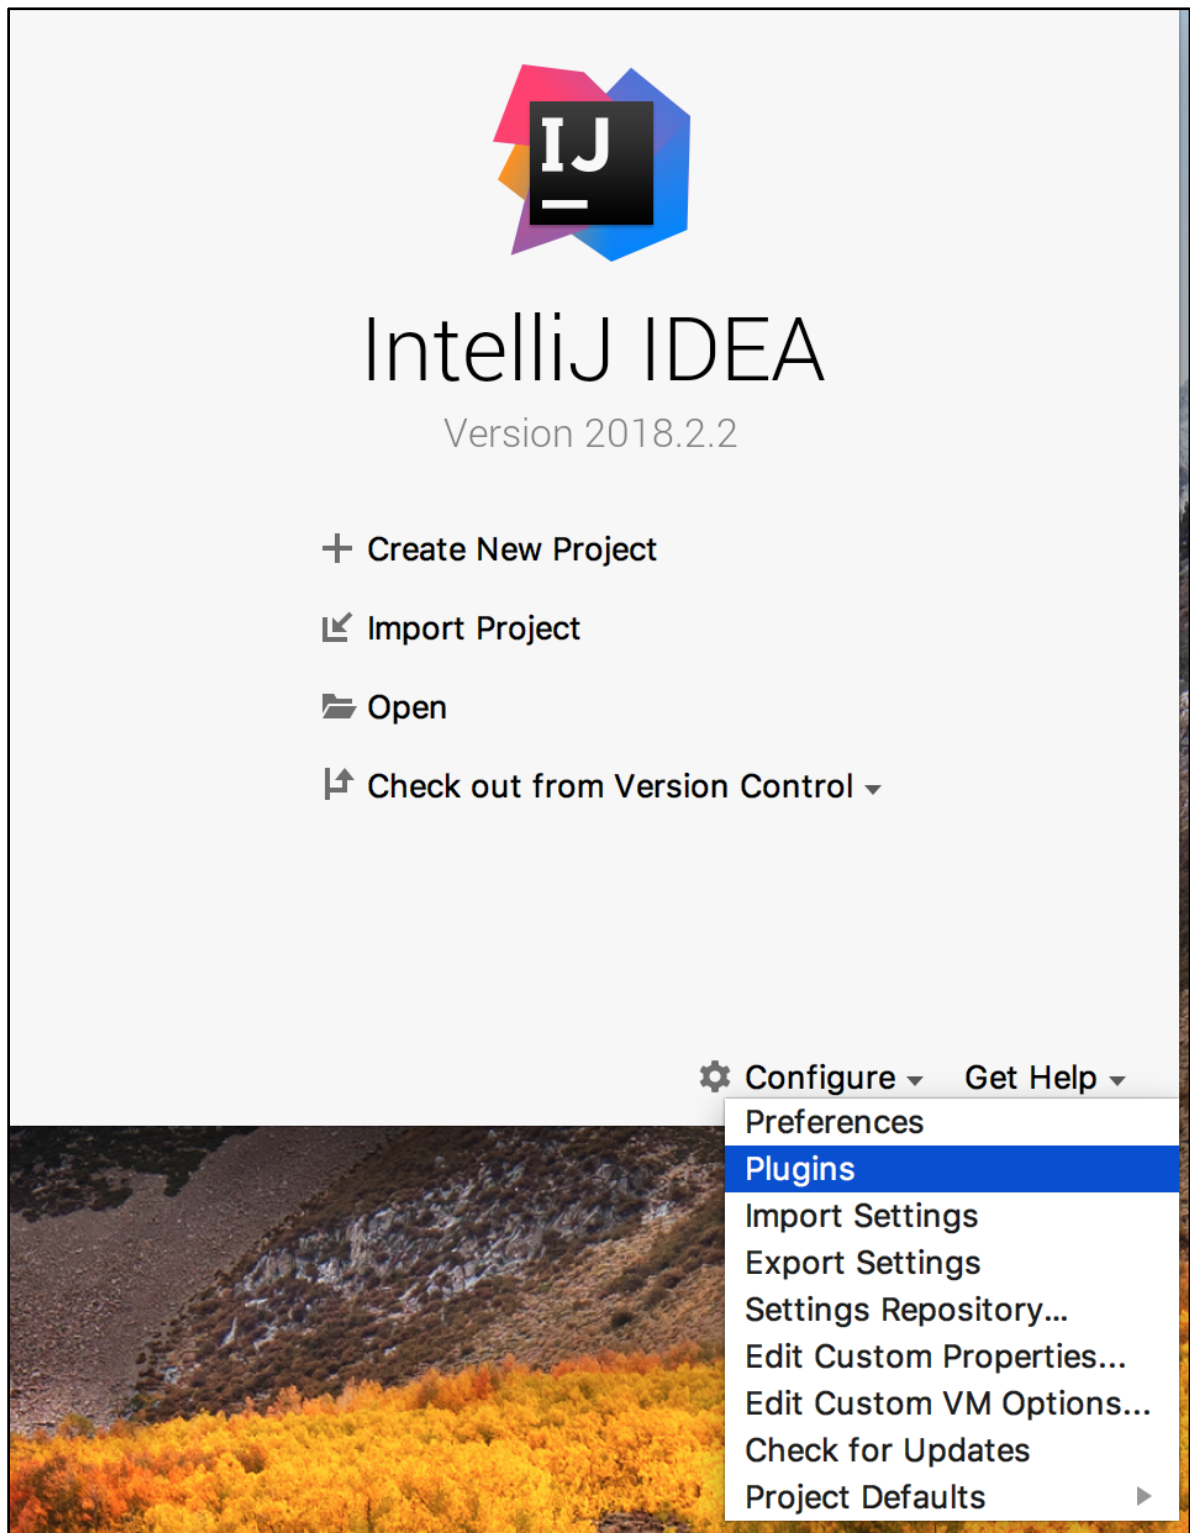 IJ
IntelliJ IDEA
Version 2018.2.2
Create New Project
Import Project
Open
Check out from Version Control
Configure Get Help
Preferences
Plugins
Import Settings
Export Settings
Settings Repository...
Edit Custom Properties...
Edit Custom VM Options...
Check for Updates
Project Defaults